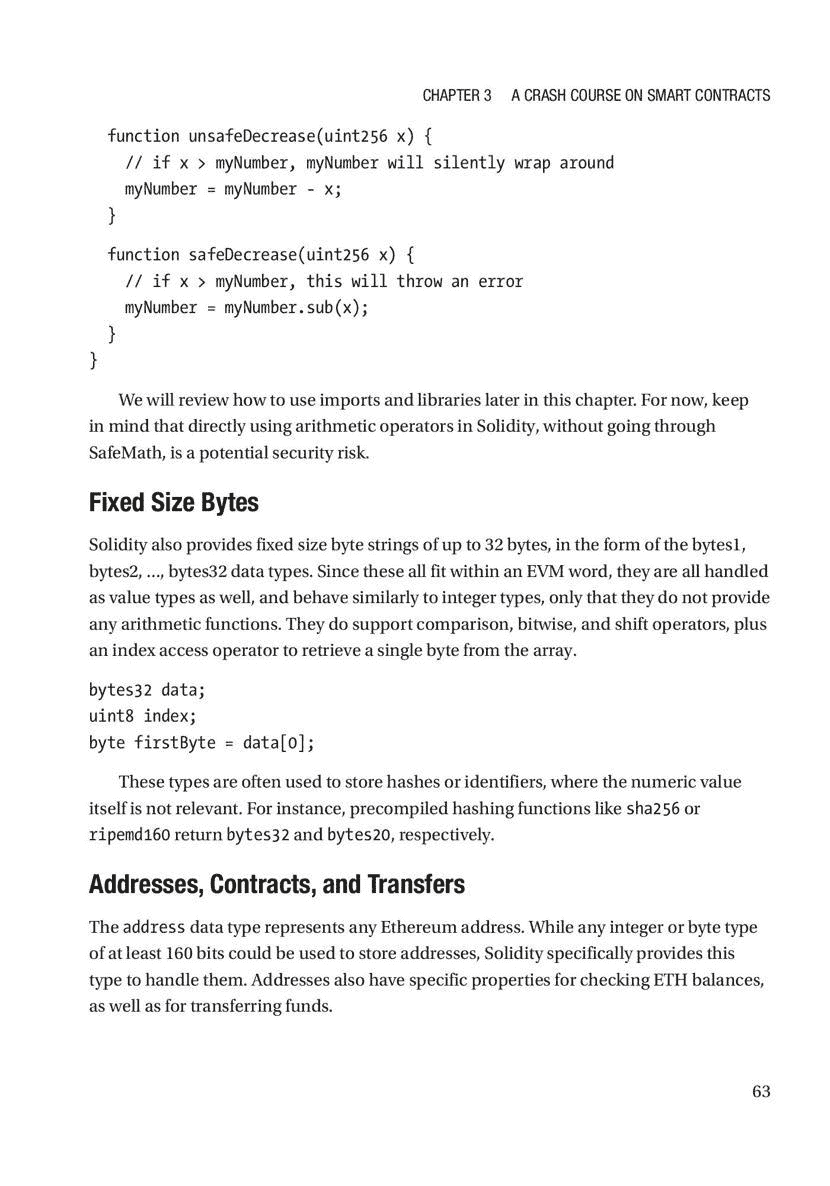 CHAPTER 3 A CRASH COURSE ON SMART CONTRACTS
function unsafeDecrease(uint256 x) {
// if x > myNumber, myNumber will silently wrap around
myNumber = myNumber - x;
}
function safeDecrease(uint256 x) {
// if x > myNumber, this will throw an error
myNumber = myNumber.sub(x);
}
}
We will review how to use imports and libraries later in this chapter. For now, keep
in mind that directly using arithmetic operators in Solidity, without going through
SafeMath, is a potential security risk.
Fixed Size Bytes
Solidity also provides fixed size byte strings of up to 32 bytes, in the form of the bytes1,
bytes2, …, bytes32 data types. Since these all fit within an EVM word, they are all handled
as value types as well, and behave similarly to integer types, only that they do not provide
any arithmetic functions. They do support comparison, bitwise, and shift operators, plus
an index access operator to retrieve a single byte from the array.
bytes32 data;
uint8 index;
byte firstByte = data[0];
These types are often used to store hashes or identifiers, where the numeric value
itself is not relevant. For instance, precompiled hashing functions like sha256 or
ripemd160 return bytes32 and bytes20, respectively.
Addresses, Contracts, and Transfers
The address data type represents any Ethereum address. While any integer or byte type
of at least 160 bits could be used to store addresses, Solidity specifically provides this
type to handle them. Addresses also have specific properties for checking ETH balances,
as well as for transferring funds.
63